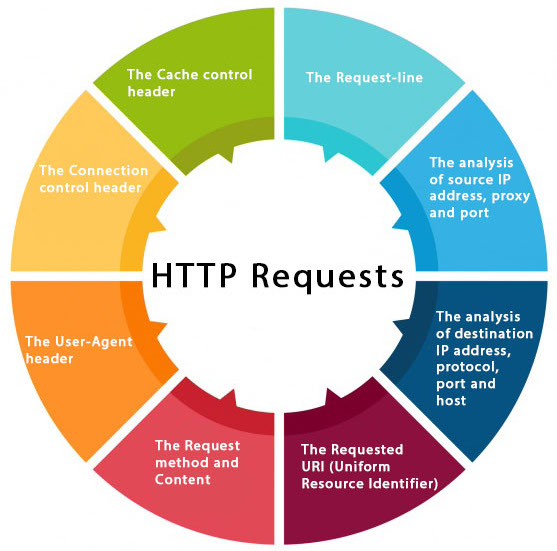 The Cache control
header
The Request-line
The Connection
control header
The analysis
of source IP
address, proxy
and port
HTTP Requests
The User-Agent
header
The analysis
of destination
IP address,
protocol,
port and
host
The Request
method and
Content
The Requested
URI (Uniform
Resource Identifier)